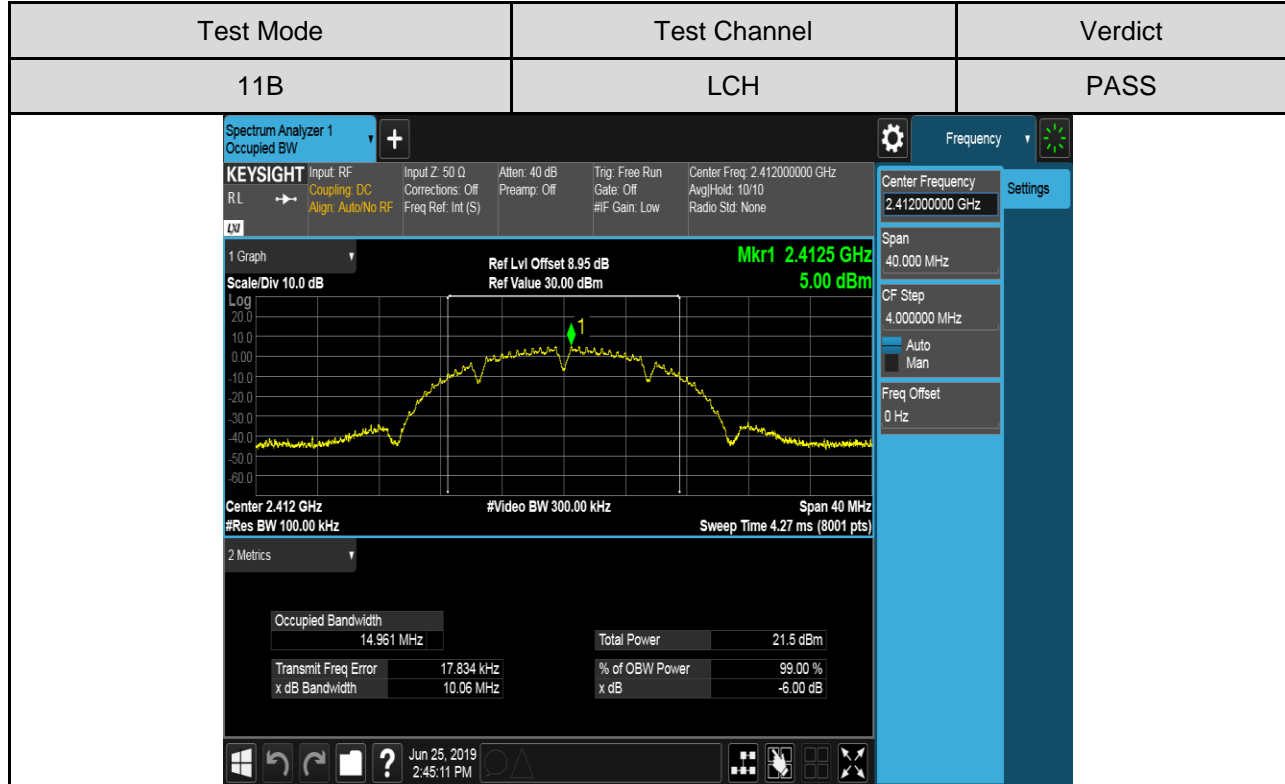 Test Mode Test Channel Verdict
11B LCH PASS
Spectrum Analyzer 1
Occupied BW
+
Frequency
KEYSIGHT Input: RF Input Z: 50 Ω Atten: 40 dB Trig: Free Run Center Freq: 2.412000000 GHz
RL Coupling: DC Corrections: Off Preamp: Off Gate: Off Avg|Hold: 10/10
Align: Auto/No RF Freq Ref: Int (S) #IF Gain: Low Radio Std: None
LXI
Center Frequency
2.412000000 GHz
Settings
Span
40.000 MHz
CF Step
4.000000 MHz
Auto
Man
Freq Offset
0 Hz
1 Graph
Ref Lvl Offset 8.95 dB Mkr1 2.4125 GHz
Scale/Div 10.0 dB Ref Value 30.00 dBm 5.00 dBm
Log
20.0
10.0
0.00
-10.0
-20.0
-30.0
-40.0
-50.0
-60.0
1
Center 2.412 GHz #Video BW 300.00 kHz Span 40 MHz
#Res BW 100.00 kHz Sweep Time 4.27 ms (8001 pts)
2 Metrics
Occupied Bandwidth
14.961 MHz Total Power 21.5 dBm
Transmit Freq Error 17.834 kHz % of OBW Power 99.00 %
x dB Bandwidth 10.06 MHz x dB -6.00 dB
? Jun 25, 2019
2:45:11 PM